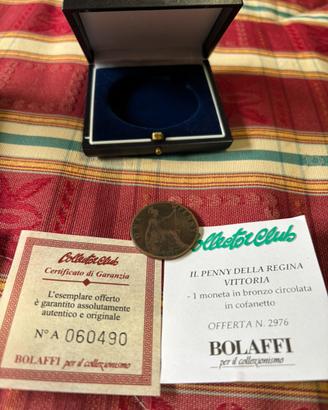 Collector Club
Certificato di Garanzia
L'esemplare offerto
è garantito assolutamente
autentico e originale
N° A 060490
BOLAFFI
per il collezionismo
Collector Club
IL PENNY DELLA REGINA
VITTORIA
- 1 moneta in bronzo circolata
in cofanetto
OFFERTA N. 2976
BOLAFFI
per il collezionismo